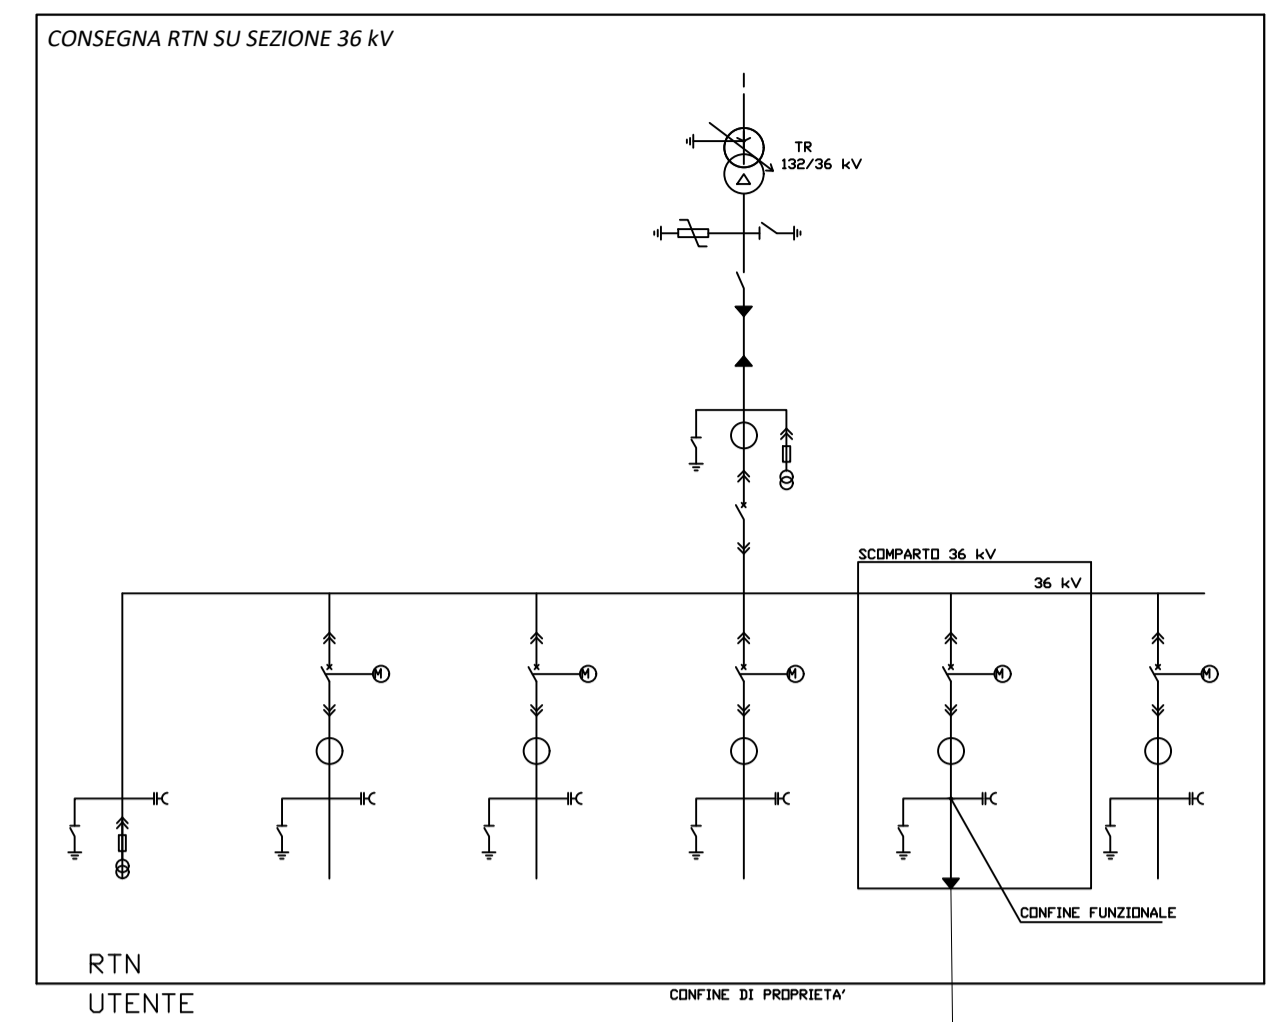 CONSEGNA RTN SU SEZIONE 36 kV
TR
132/36 kV
SCOMPARTO 36 kV
36 kV
M
M
M
M
M
CONFINE FUNZIONALE
RTN
CONFINE DI PROPRIETA'
UTENTE